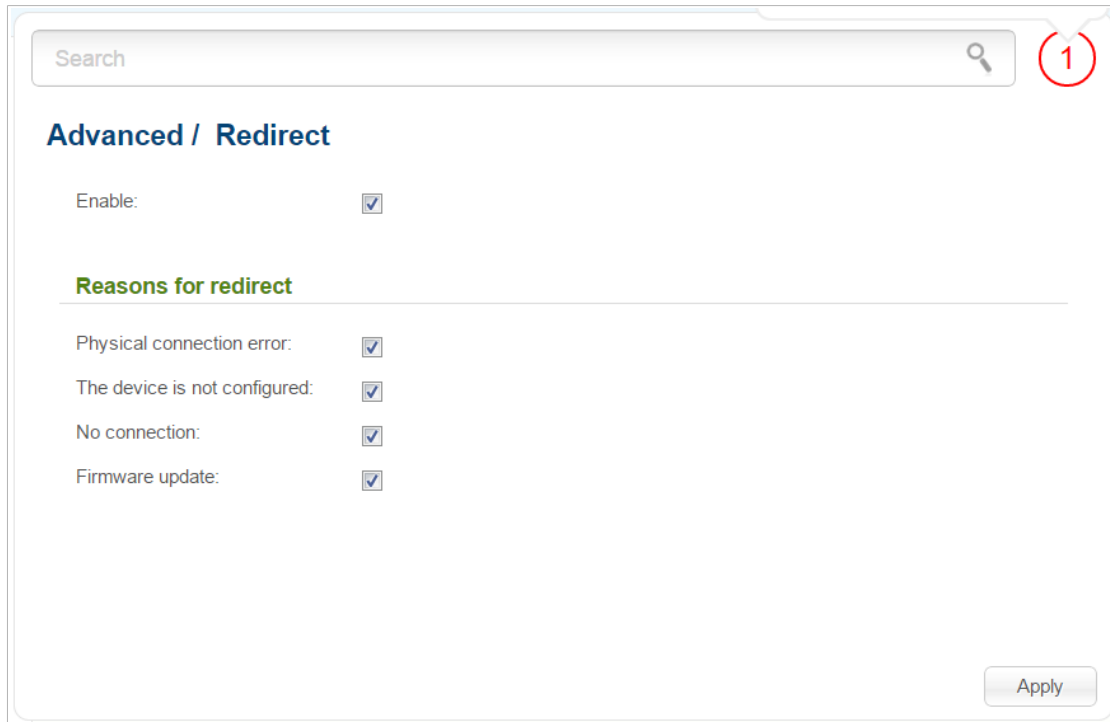 Search
1
Advanced / Redirect
Enable:
Reasons for redirect
Physical connection error:
The device is not configured:
No connection:
Firmware update:
Apply